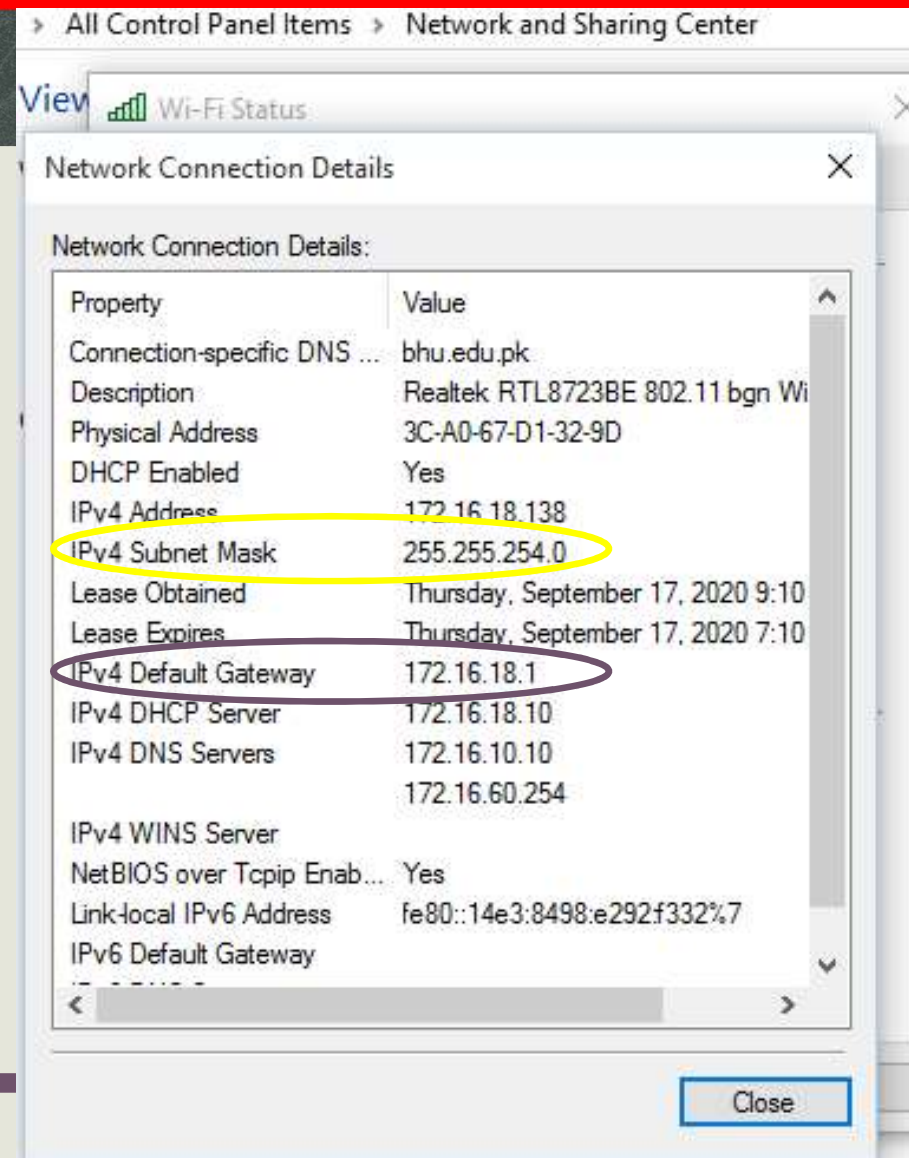 > All Control Panel Items > Network and Sharing Center
View
Wi-Fi Status
Network Connection Details
Network Connection Details:
Property Value
Connection-specific DNS ... bhu.edu.pk
Description Realtek RTL8723BE 802.11 bgn Wi
Physical Address 3C-A0-67-D1-32-9D
DHCP Enabled Yes
IPv4 Address 172.16.18.138
IPv4 Subnet Mask 255.255.254.0
Lease Obtained Thursday, September 17, 2020 9:10
Lease Expires Thursday, September 17, 2020 7:10
IPv4 Default Gateway 172.16.18.1
IPv4 DHCP Server 172.16.18.10
IPv4 DNS Servers 172.16.10.10
172.16.60.254
IPv4 WINS Server
NetBIOS over Tcpip Enab... Yes
Link-local IPv6 Address fe80::14e3:8498:e292:f332%7
IPv6 Default Gateway
Close